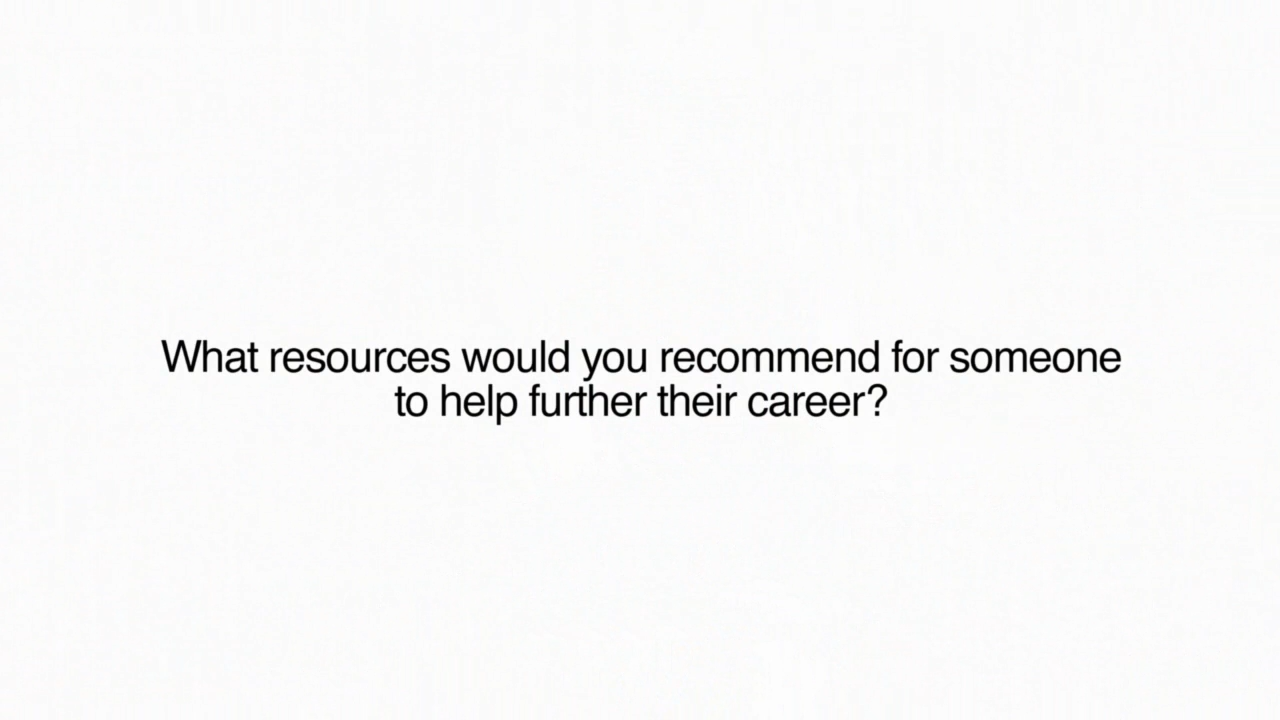 What resources would you recommend for someone
to help further their career?